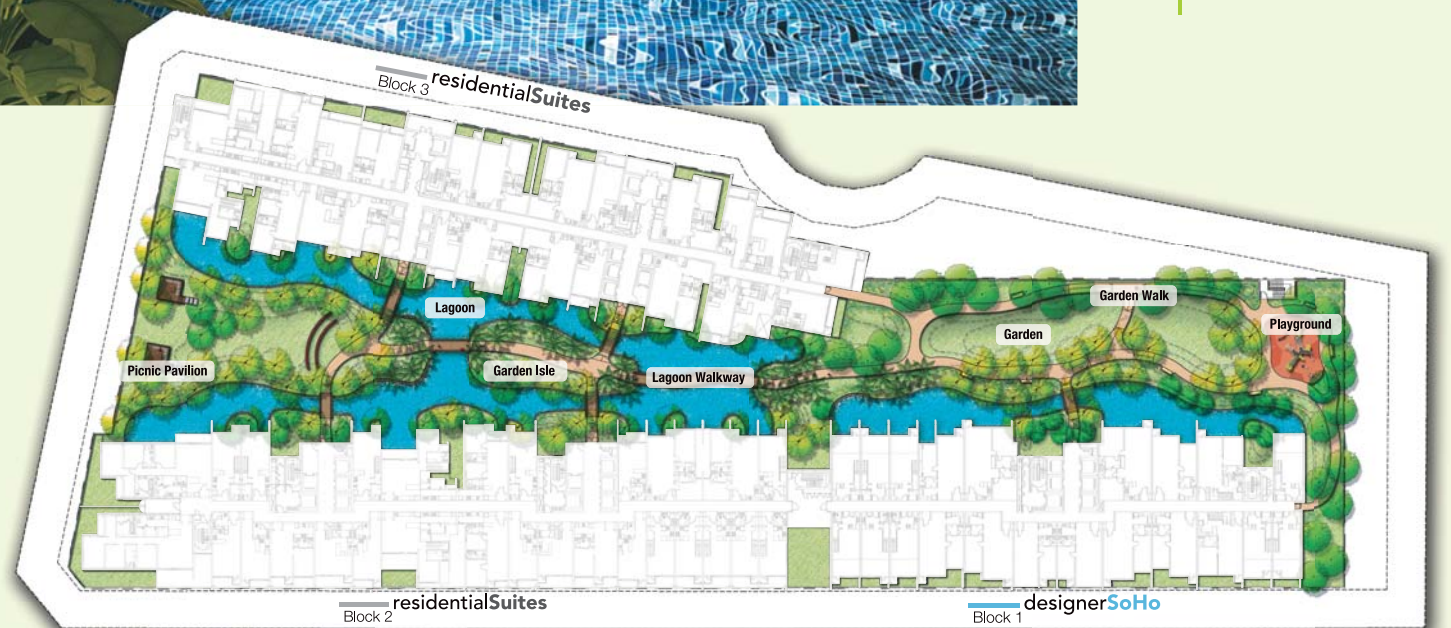 residentialSuites
Block 3
Lagoon
Garden Walk
Playground
Garden
Picnic Pavilion
Garden Isle
Lagoon Walkway
residentialSuites
Block 2
designerSoHo
Block 1